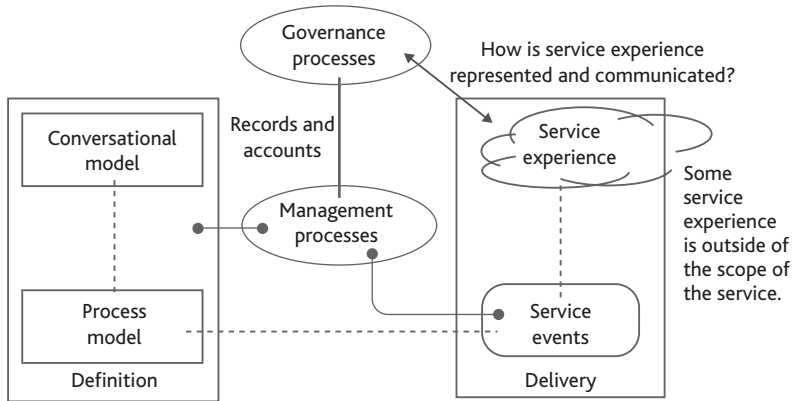 Governance
processes
How is service experience
represented and communicated?
Conversational
model
Records and
accounts
Service
experience
Some
service
experience
is outside of
the scope of
the service.
Management
processes
Process
model
Service
events
Definition
Delivery